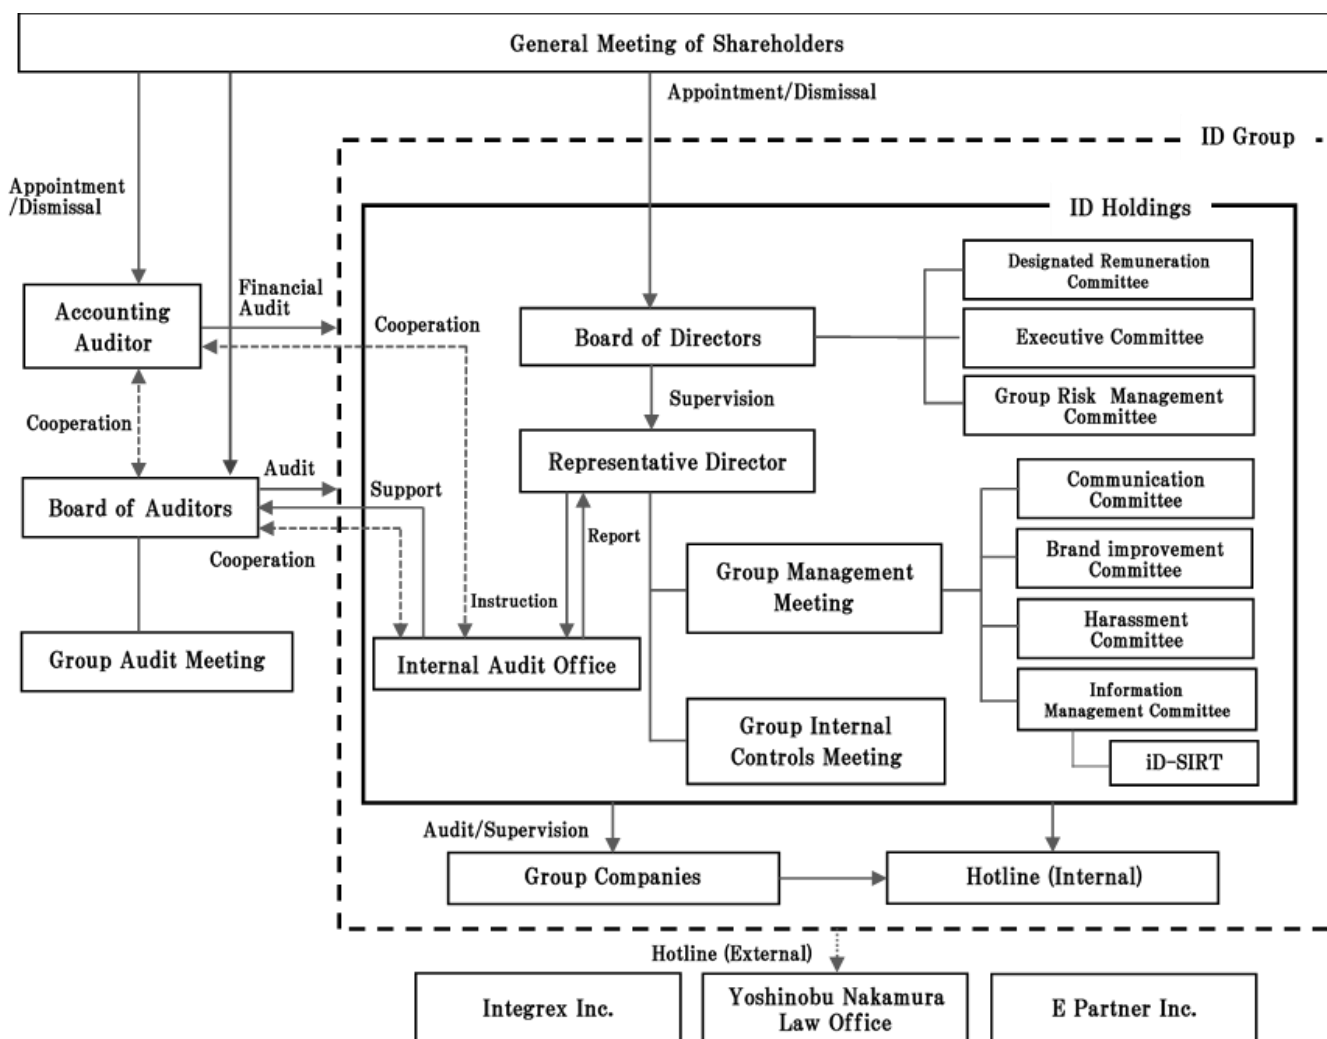 General Meeting of Shareholders
Appointment/Dismissal
ID Group
Appointment
/Dismissal
ID Holdings
Designated Remuneration
Committee
Financial
Audit
Accounting
Auditor
Cooperation
Board of Directors
Executive Committee
Group Risk Management
Committee
Supervision
Cooperation
Representative Director
Audit
Support
Board of Auditors
Communication
Committee
Report
Cooperation
Brand improvement
Committee
Group Management
Meeting
Instruction
Harassment
Committee
Group Audit Meeting
Internal Audit Office
Information
Management Committee
Group Internal
Controls Meeting
iD-SIRT
Audit/Supervision
Group Companies
Hotline (Internal)
Hotline (External)
Integrex Inc.
Yoshinobu Nakamura
Law Office
E Partner Inc.